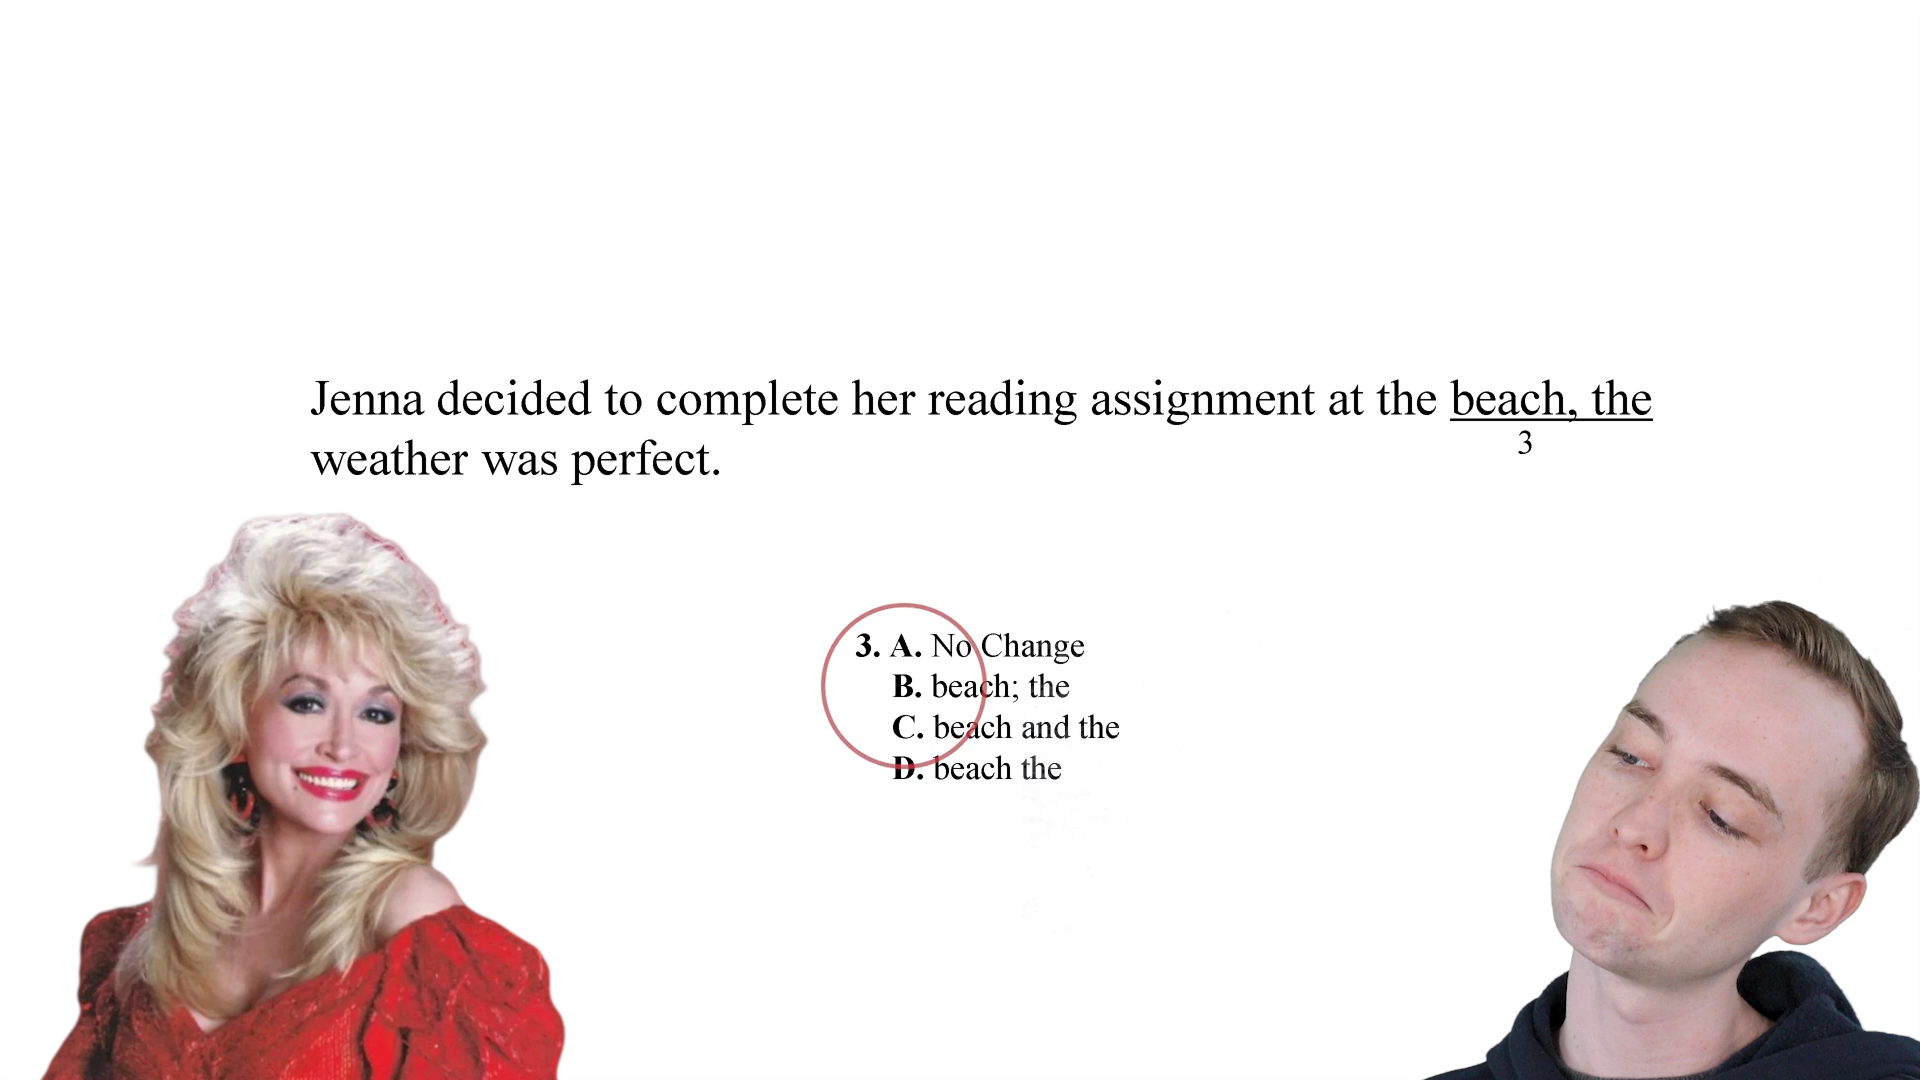 Jenna decided to complete her reading assignment at the beach, the
3
weather was perfect.
3. A. No Change
B. beach; the
C. beach and the
D. beach the